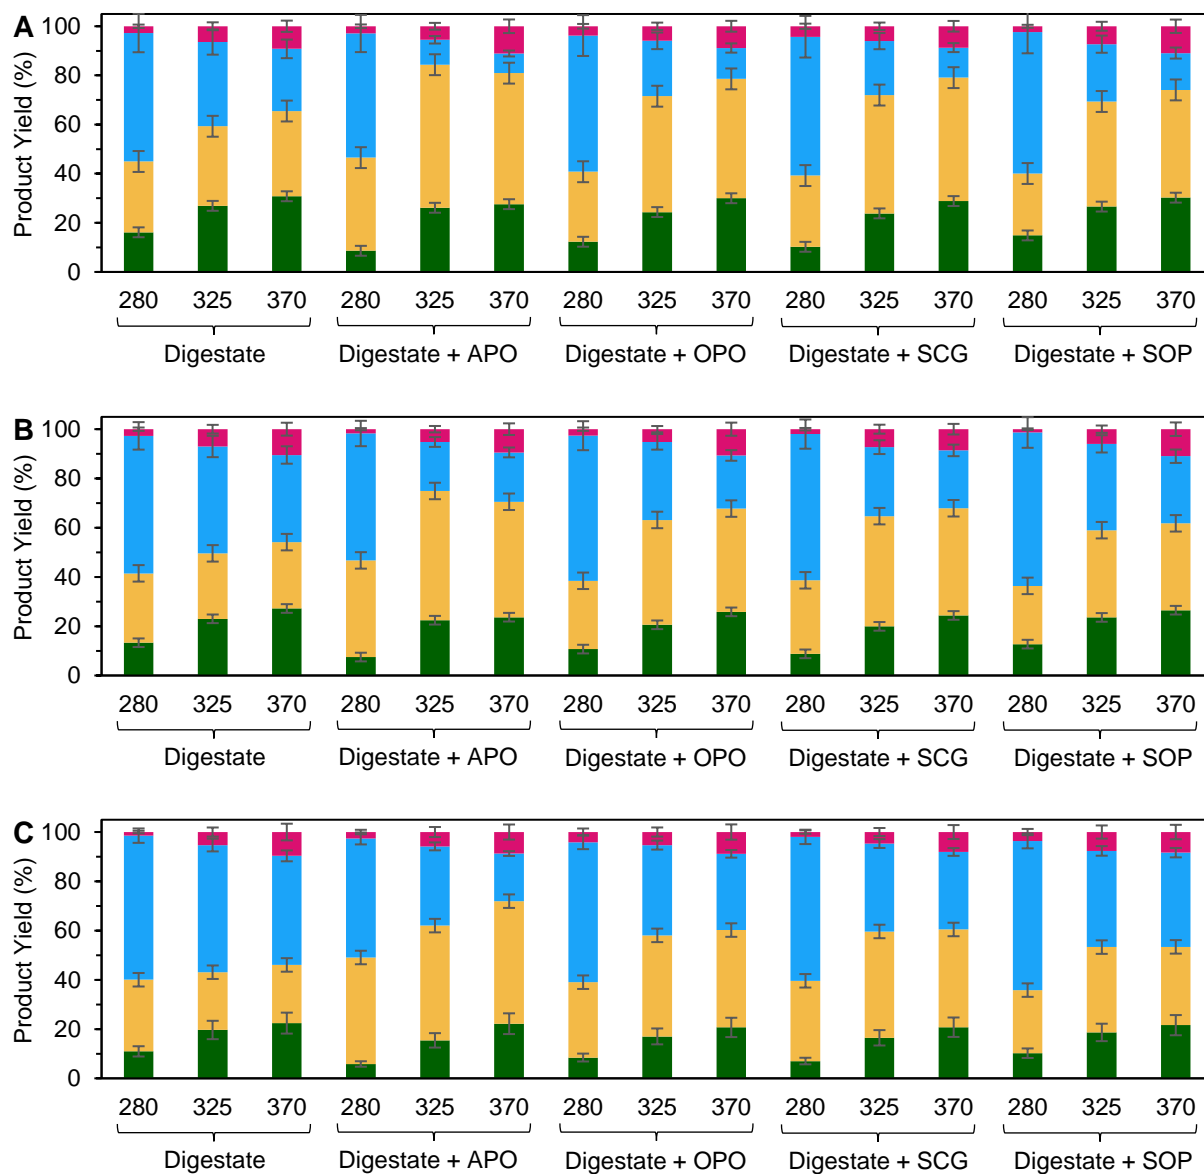 A
Product Yield (%)
100
80
60
40
20
0
280 325 370 280 325 370 280 325 370 280 325 370 280 325 370
Digestate Digestate + APO Digestate + OPO Digestate + SCG Digestate + SOP
B
Product Yield (%)
100
80
60
40
20
0
280 325 370 280 325 370 280 325 370 280 325 370 280 325 370
Digestate Digestate + APO Digestate + OPO Digestate + SCG Digestate + SOP
C
Product Yield (%)
100
80
60
40
20
0
280 325 370 280 325 370 280 325 370 280 325 370 280 325 370
Digestate Digestate + APO Digestate + OPO Digestate + SCG Digestate + SOP